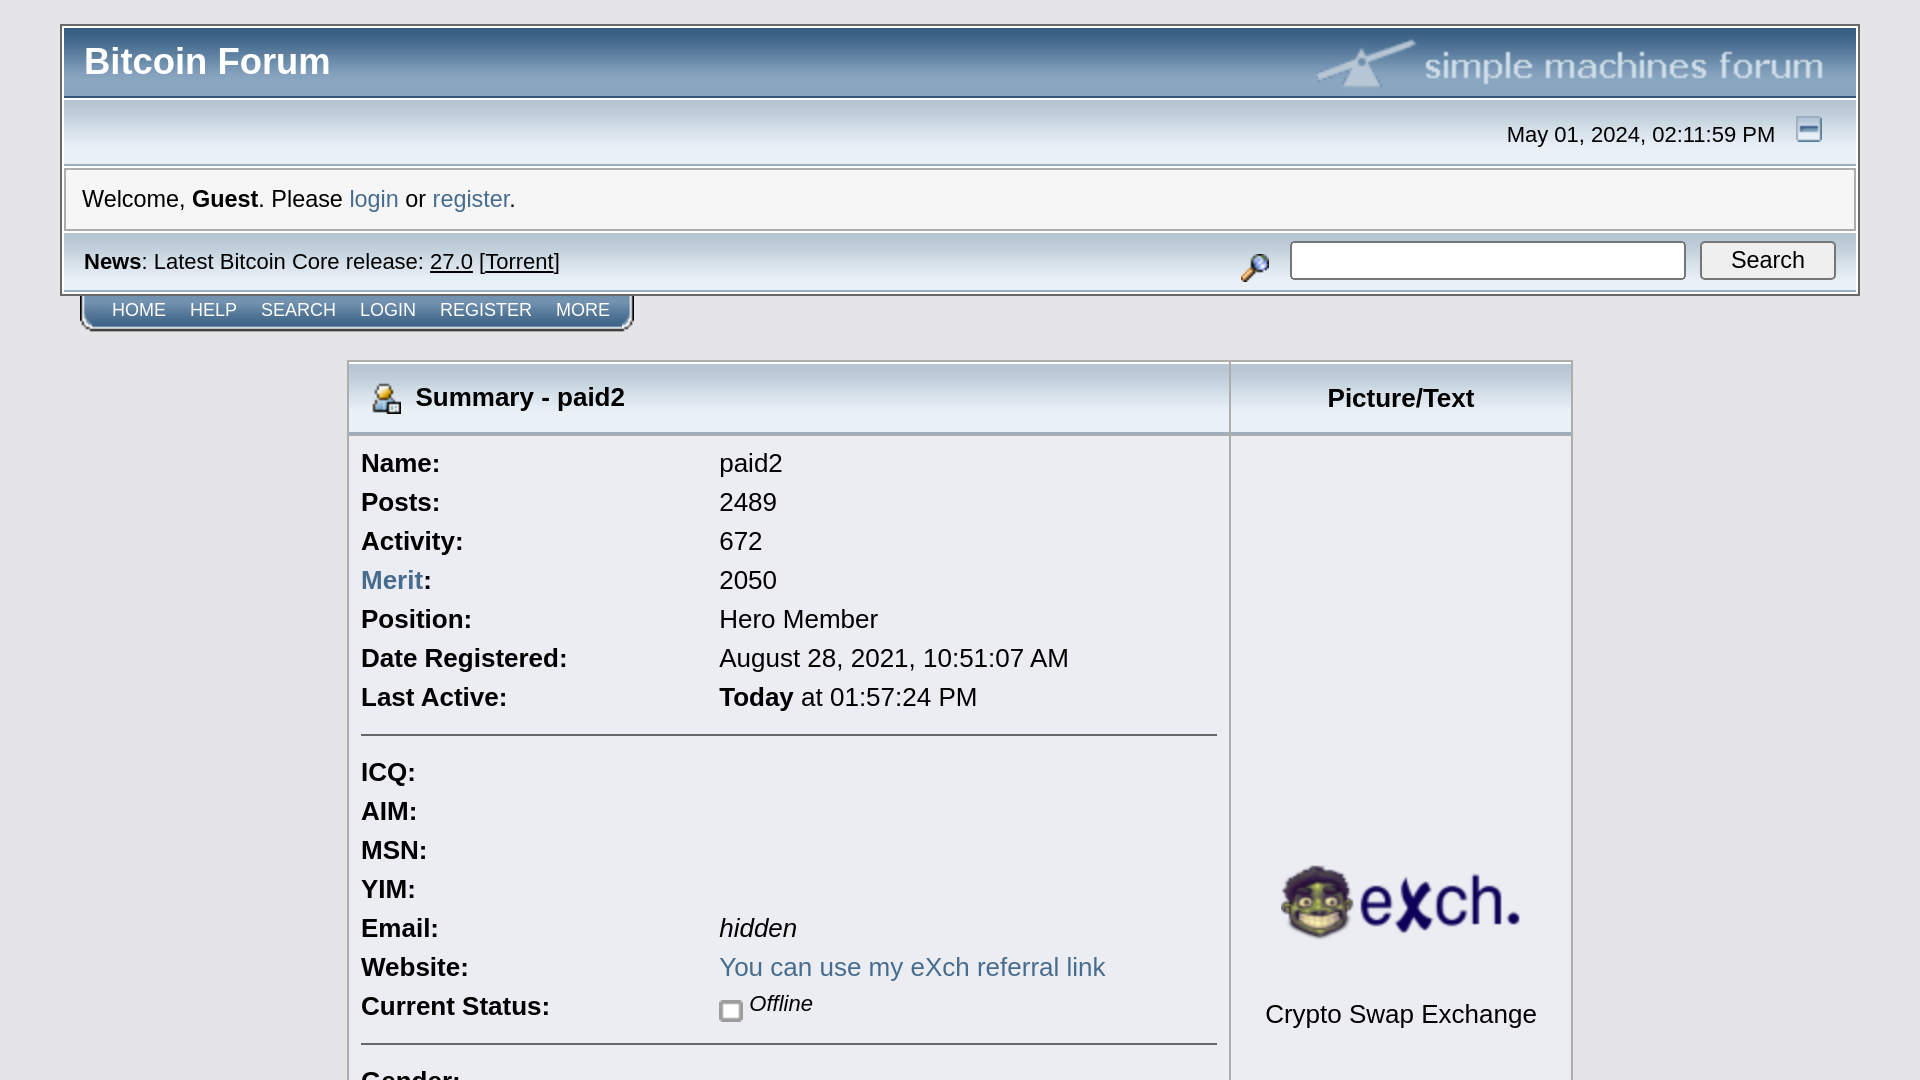 Bitcoin Forum
simple machines forum
May 01, 2024, 02:11:59 PM
Welcome, Guest. Please login or register.
News: Latest Bitcoin Core release: 27.0 [Torrent]
Search
HOME HELP SEARCH LOGIN REGISTER MORE
Summary - paid2
Picture/Text
Name: paid2
Posts: 2489
Activity: 672
Merit: 2050
Position: Hero Member
Date Registered: August 28, 2021, 10:51:07 AM
Last Active: Today at 01:57:24 PM
ICQ:
AIM:
MSN:
YIM:
Email: hidden
Website: You can use my eXch referral link
Current Status: Offline
eXch.
Crypto Swap Exchange
Gender: